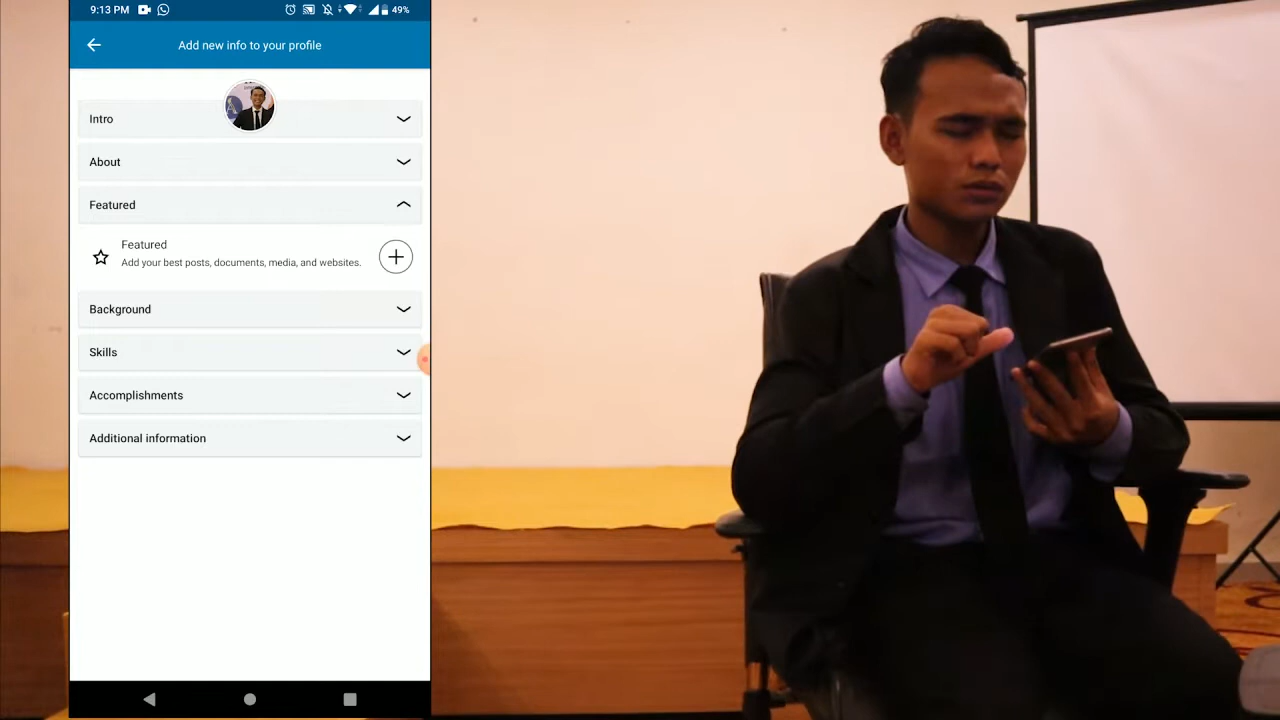 9:13 PM 49%
Add new info to your profile
Intro
About
Featured
Featured
Add your best posts, documents, media, and websites.
Background
Skills
Accomplishments
Additional information